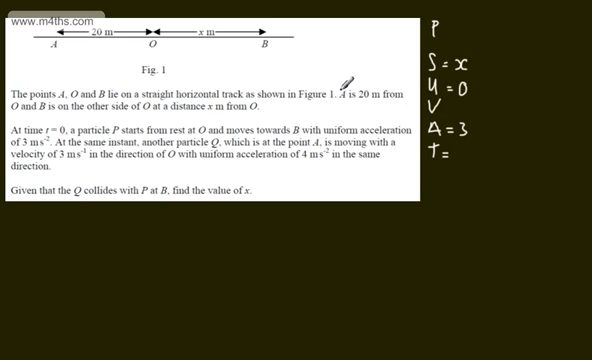 www.m4ths.com
20 m
x m
A
O
B
Fig. 1
The points A, O and B lie on a straight horizontal track as shown in Figure 1. A is 20 m from
O and B is on the other side of O at a distance x m from O.
At time t = 0, a particle P starts from rest at O and moves towards B with uniform acceleration
of 3 ms⁻². At the same instant, another particle Q, which is at the point A, is moving with a
velocity of 3 ms⁻¹ in the direction of O with uniform acceleration of 4 ms⁻² in the same
direction.
Given that the Q collides with P at B, find the value of x.
P
S = x
U = 0
V
A = 3
T =